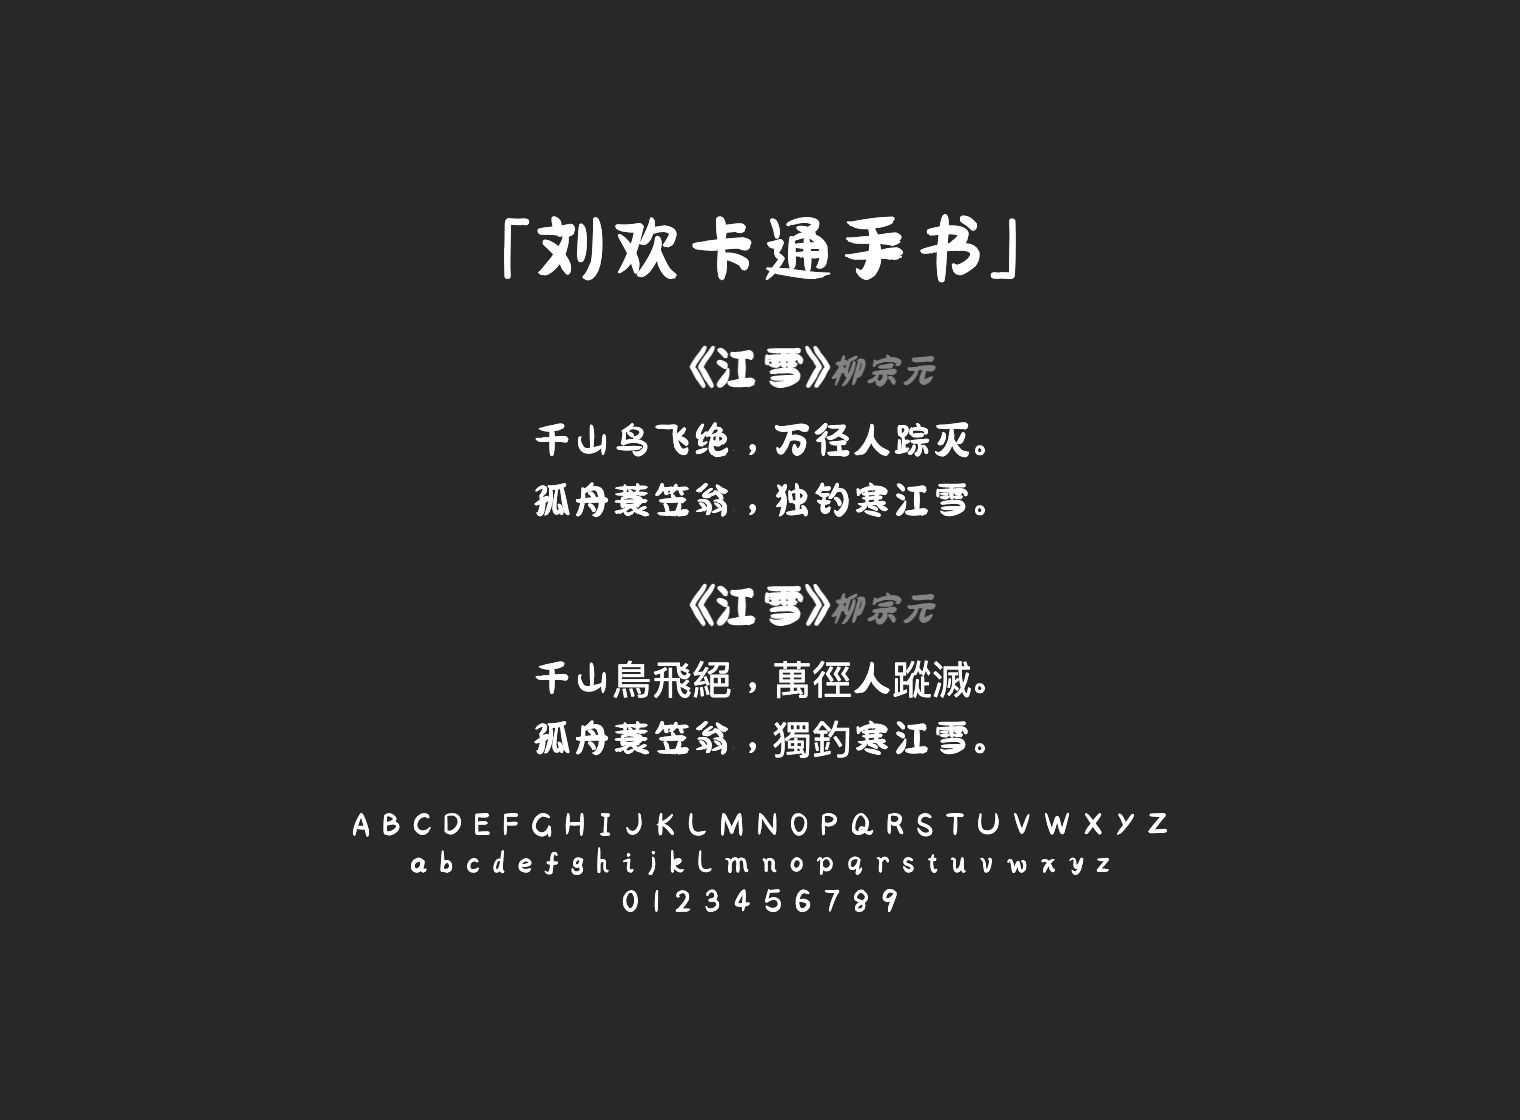 「刘欢卡通手书」
《江雪》柳宗元
千山鸟飞绝，万径人踪灭。
孤舟蓑笠翁，独钓寒江雪。
《江雪》柳宗元
千山鳥飛絕，萬徑人蹤滅。
孤舟蓑笠翁，獨釣寒江雪。
A B C D E F G H I J K L M N O P Q R S T U V W X Y Z
a b c d e f g h i j k l m n o p q r s t u v w x y z
0 1 2 3 4 5 6 7 8 9